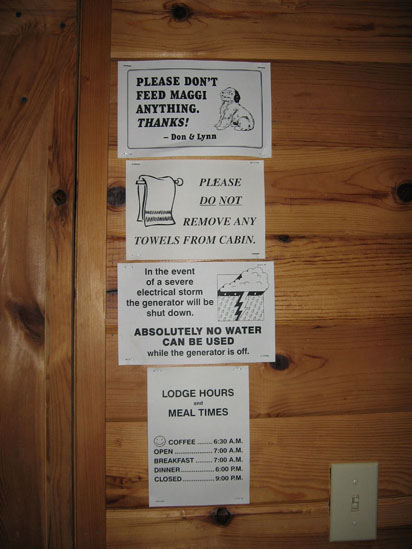 PLEASE DON'T
FEED MAGGI
ANYTHING.
THANKS!
– Don & Lynn
PLEASE
DO NOT
REMOVE ANY
TOWELS FROM CABIN.
In the event
of a severe
electrical storm
the generator will be
shut down.
ABSOLUTELY NO WATER
CAN BE USED
while the generator is off.
LODGE HOURS
and
MEAL TIMES
COFFEE ........ 6:30 A.M.
OPEN .................... 7:00 A.M.
BREAKFAST ........ 7:00 A.M.
DINNER ................ 6:00 P.M.
CLOSED ................ 9:00 P.M.